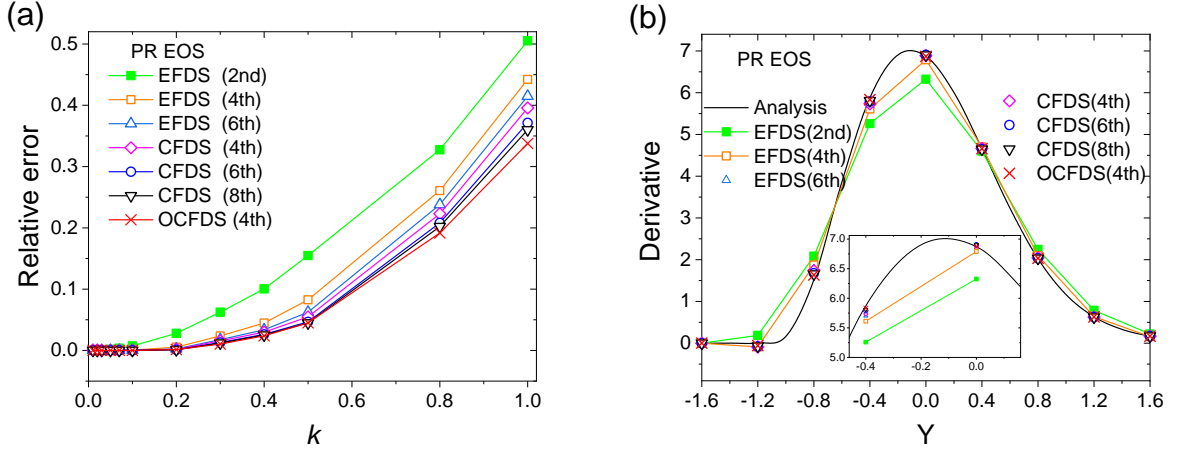 (a)
PR EOS
EFDS (2nd)
EFDS (4th)
EFDS (6th)
CFDS (4th)
CFDS (6th)
CFDS (8th)
OCFDS (4th)
Relative error
0.5
0.4
0.3
0.2
0.1
0.0
0.0 0.2 0.4 0.6 0.8 1.0
k
(b)
PR EOS
Analysis
EFDS(2nd)
EFDS(4th)
EFDS(6th)
CFDS(4th)
CFDS(6th)
CFDS(8th)
OCFDS(4th)
Derivative
7
6
5
4
3
2
1
0
-1.6 -1.2 -0.8 -0.4 0.0 0.4 0.8 1.2 1.6
Y
7.0
6.5
6.0
5.5
5.0
-0.4 -0.2 0.0